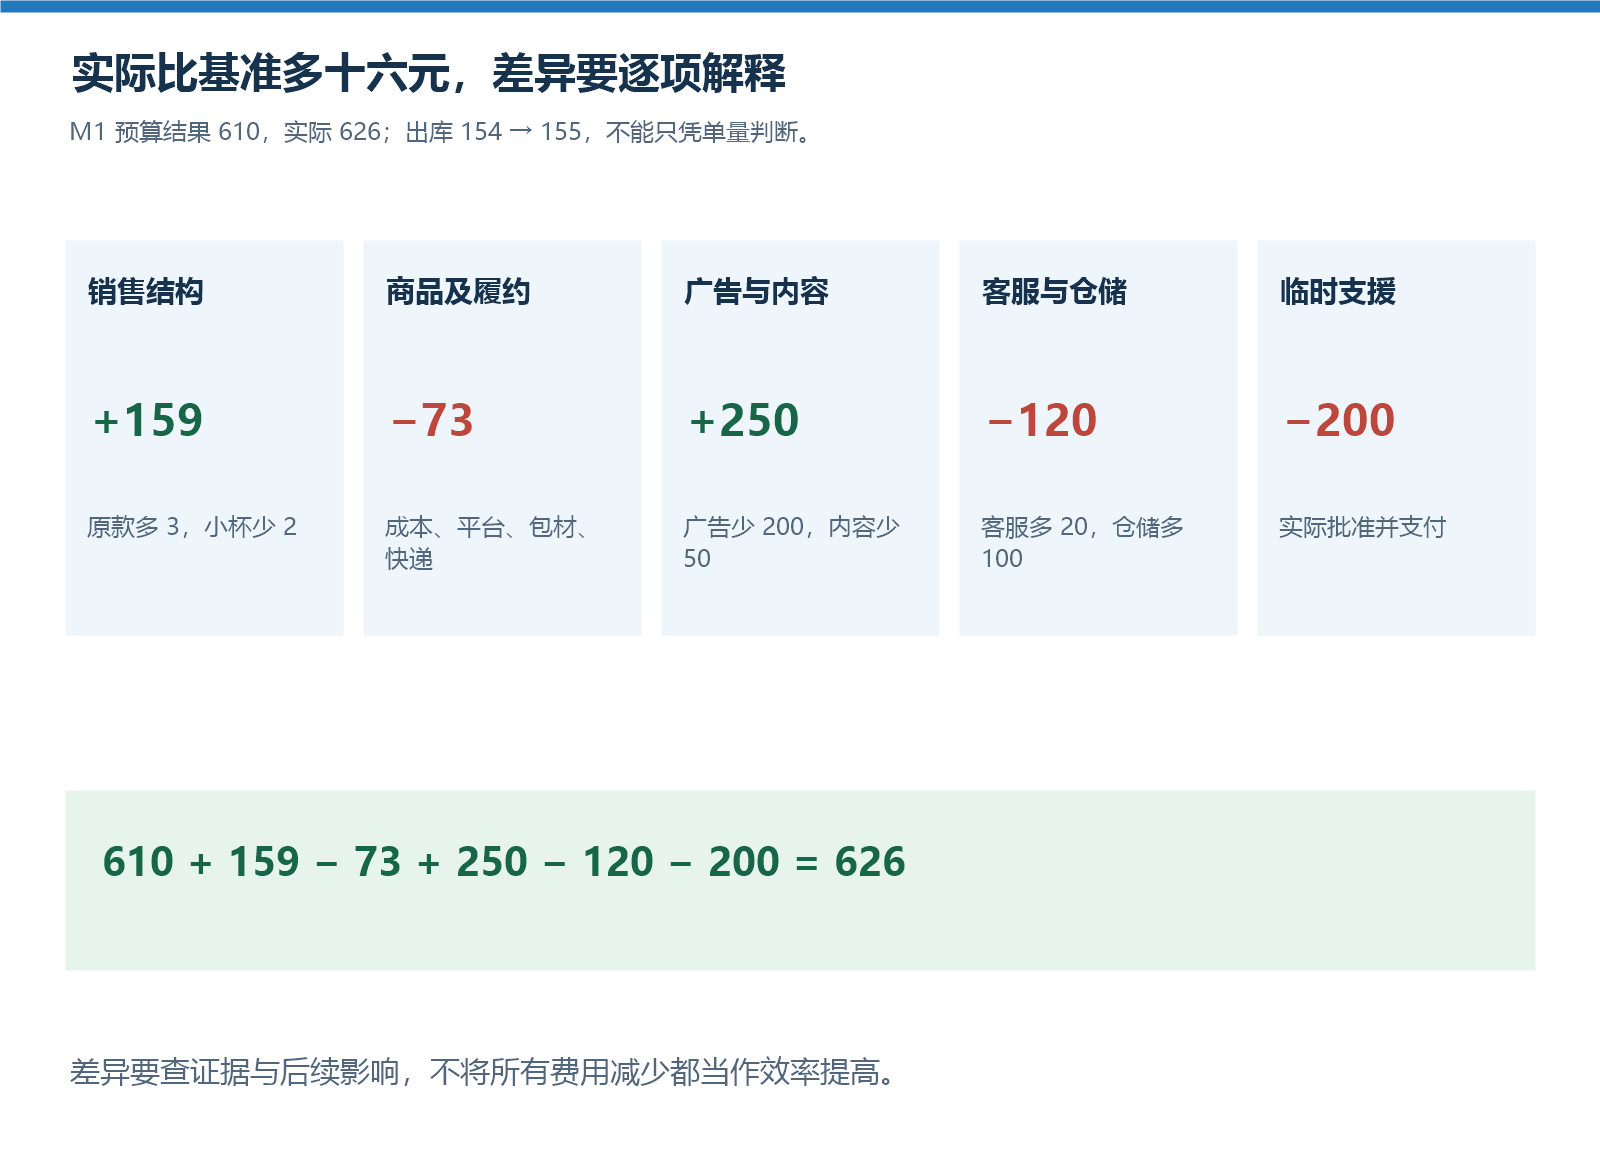 实际比基准多十六元，差异要逐项解释
M1 预算结果 610，实际 626；出库 154 → 155，不能只凭单量判断。
销售结构
+159
原款多 3，小杯少 2
商品及履约
−73
成本、平台、包材、
快递
广告与内容
+250
广告少 200，内容少
50
客服与仓储
−120
客服多 20，仓储多
100
临时支援
−200
实际批准并支付
610 + 159 − 73 + 250 − 120 − 200 = 626
差异要查证据与后续影响，不将所有费用减少都当作效率提高。